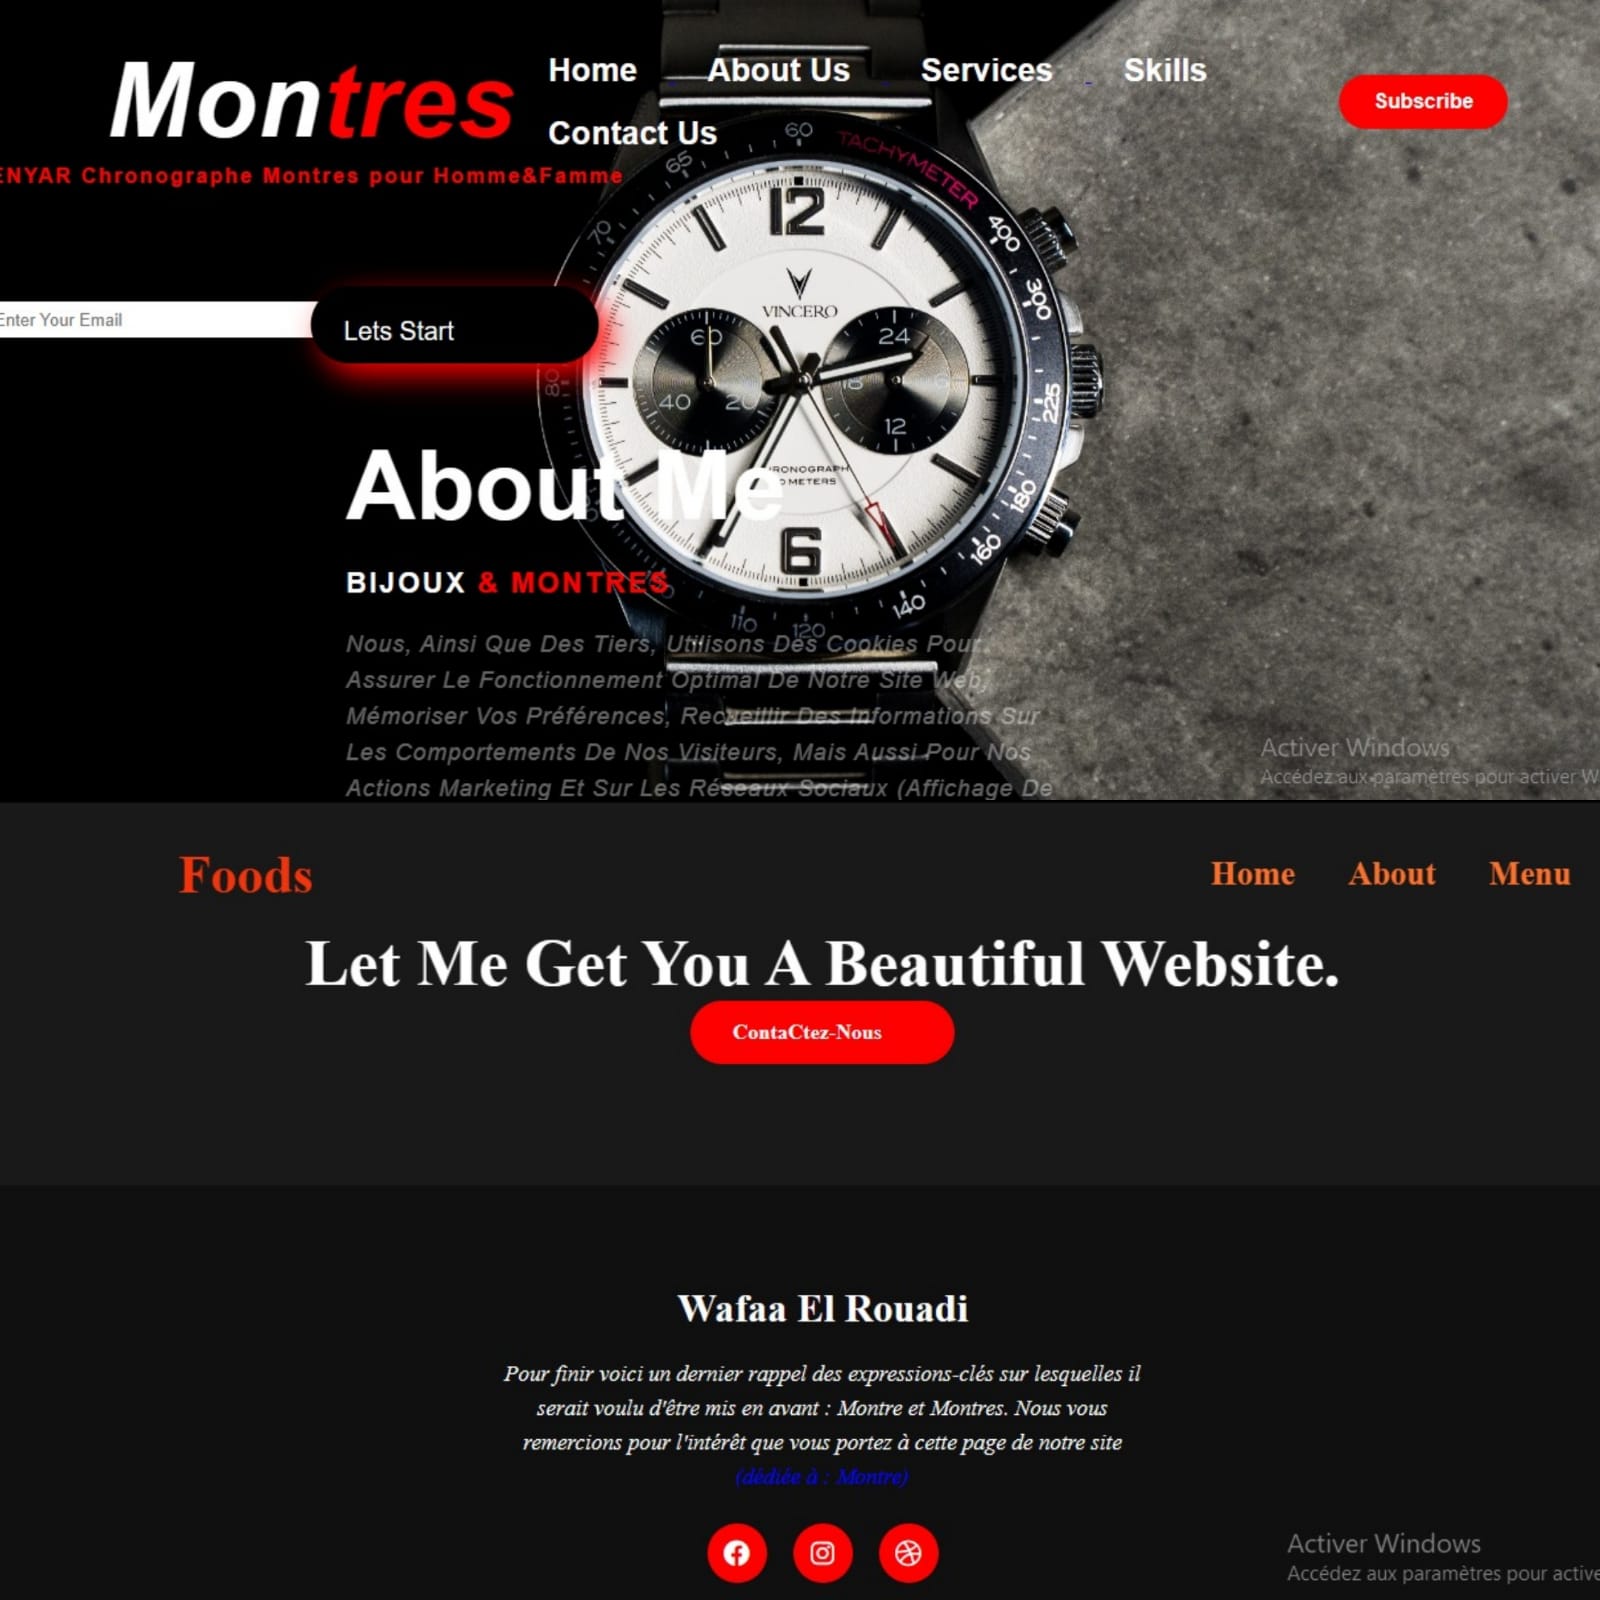 Montres
Home About Us Services Skills
Contact Us
Subscribe
ENYAR Chronographe Montres pour Homme&Famme
Enter Your Email
Lets Start
60
TACHYMETER
400
300
225
180
160
140
120
110
80
70
65
12
VINCERO
60
40
20
24
12
6
About Me
BIJOUX & MONTRES
Nous, Ainsi Que Des Tiers, Utilisons Des Cookies Pour
Assurer Le Fonctionnement Optimal De Notre Site Web,
Mémoriser Vos Préférences, Recueillir Des Informations Sur
Les Comportements De Nos Visiteurs, Mais Aussi Pour Nos
Actions Marketing Et Sur Les Réseaux Sociaux (Affichage De
Activer Windows
Accédez aux paramètres pour activer W
Foods
Home About Menu
Let Me Get You A Beautiful Website.
ContaCtez-Nous
Wafaa El Rouadi
Pour finir voici un dernier rappel des expressions-clés sur lesquelles il
serait voulu d'être mis en avant : Montre et Montres. Nous vous
remercions pour l'intérêt que vous portez à cette page de notre site
(dédiée à : Montre)
Activer Windows
Accédez aux paramètres pour active